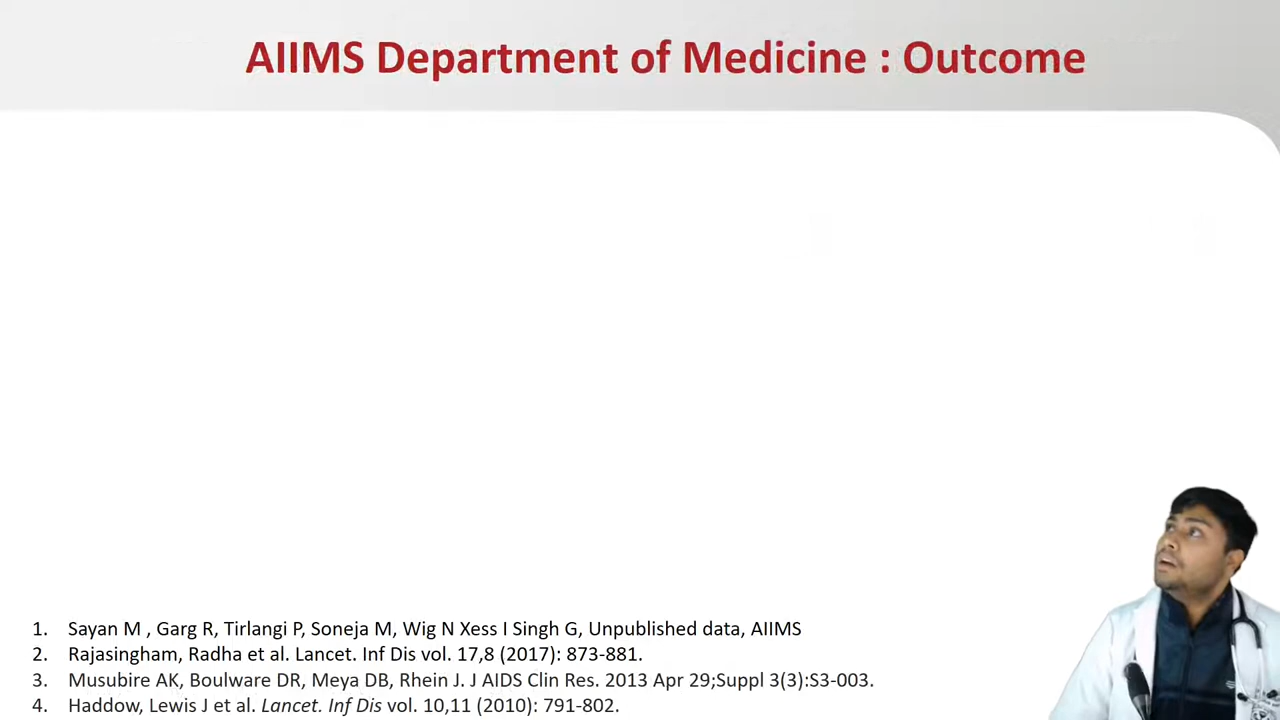 AIIMS Department of Medicine : Outcome
1. Sayan M , Garg R, Tirlangi P, Soneja M, Wig N Xess I Singh G, Unpublished data, AIIMS
2. Rajasingham, Radha et al. Lancet. Inf Dis vol. 17,8 (2017): 873-881.
3. Musubire AK, Boulware DR, Meya DB, Rhein J. J AIDS Clin Res. 2013 Apr 29;Suppl 3(3):S3-003.
4. Haddow, Lewis J et al. Lancet. Inf Dis vol. 10,11 (2010): 791-802.